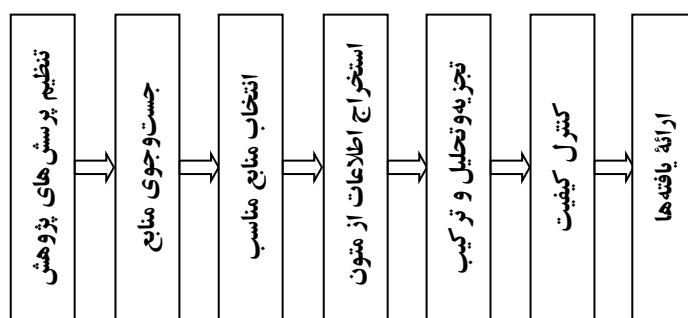 تنظیم پرسش‌های پژوهش
جست‌وجوی منابع
انتخاب منابع مناسب
استخراج اطلاعات از متون
تجزیه‌وتحلیل و ترکیب
کنترل کیفیت
ارائۀ یافته‌ها